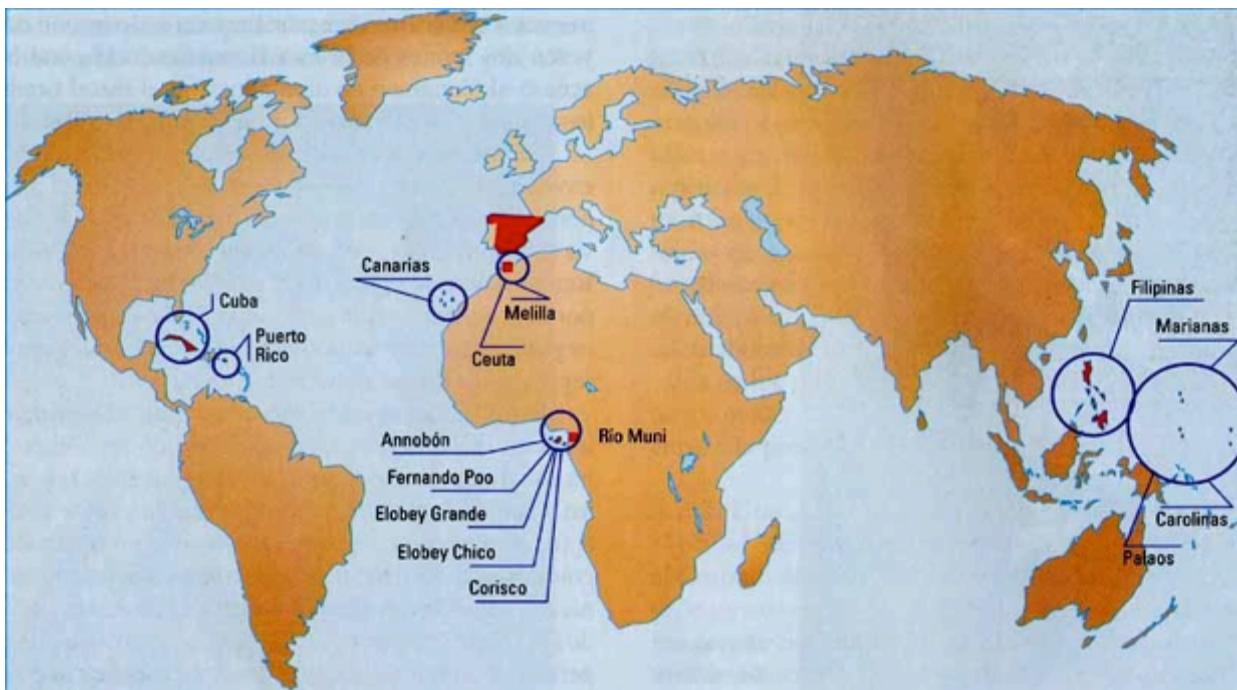 Cuba
Puerto
Rico
Canarias
Melilla
Ceuta
Annobón
Río Muni
Fernando Poo
Elobey Grande
Elobey Chico
Corisco
Filipinas
Marianas
Carolinas
Palaos